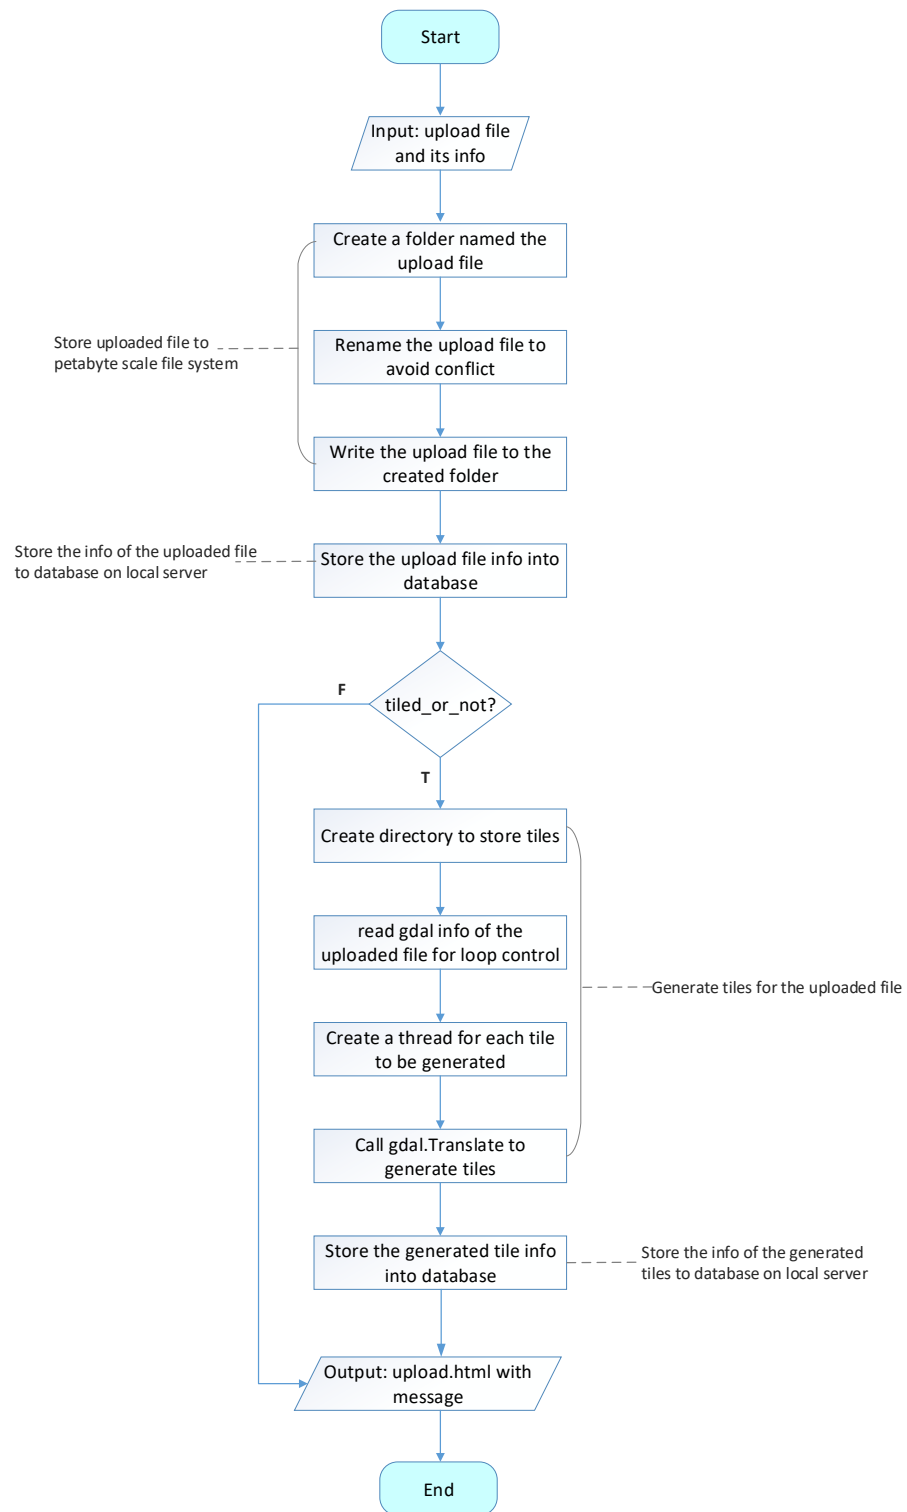 Start
Input: upload file
and its info
Create a folder named the
upload file
Store uploaded file to
petabyte scale file system
Rename the upload file to
avoid conflict
Write the upload file to the
created folder
Store the info of the uploaded file
to database on local server
Store the upload file info into
database
F
tiled_or_not?
T
Create directory to store tiles
read gdal info of the
uploaded file for loop control
Generate tiles for the uploaded file
Create a thread for each tile
to be generated
Call gdal.Translate to
generate tiles
Store the generated tile info
into database
Store the info of the generated
tiles to database on local server
Output: upload.html with
message
End